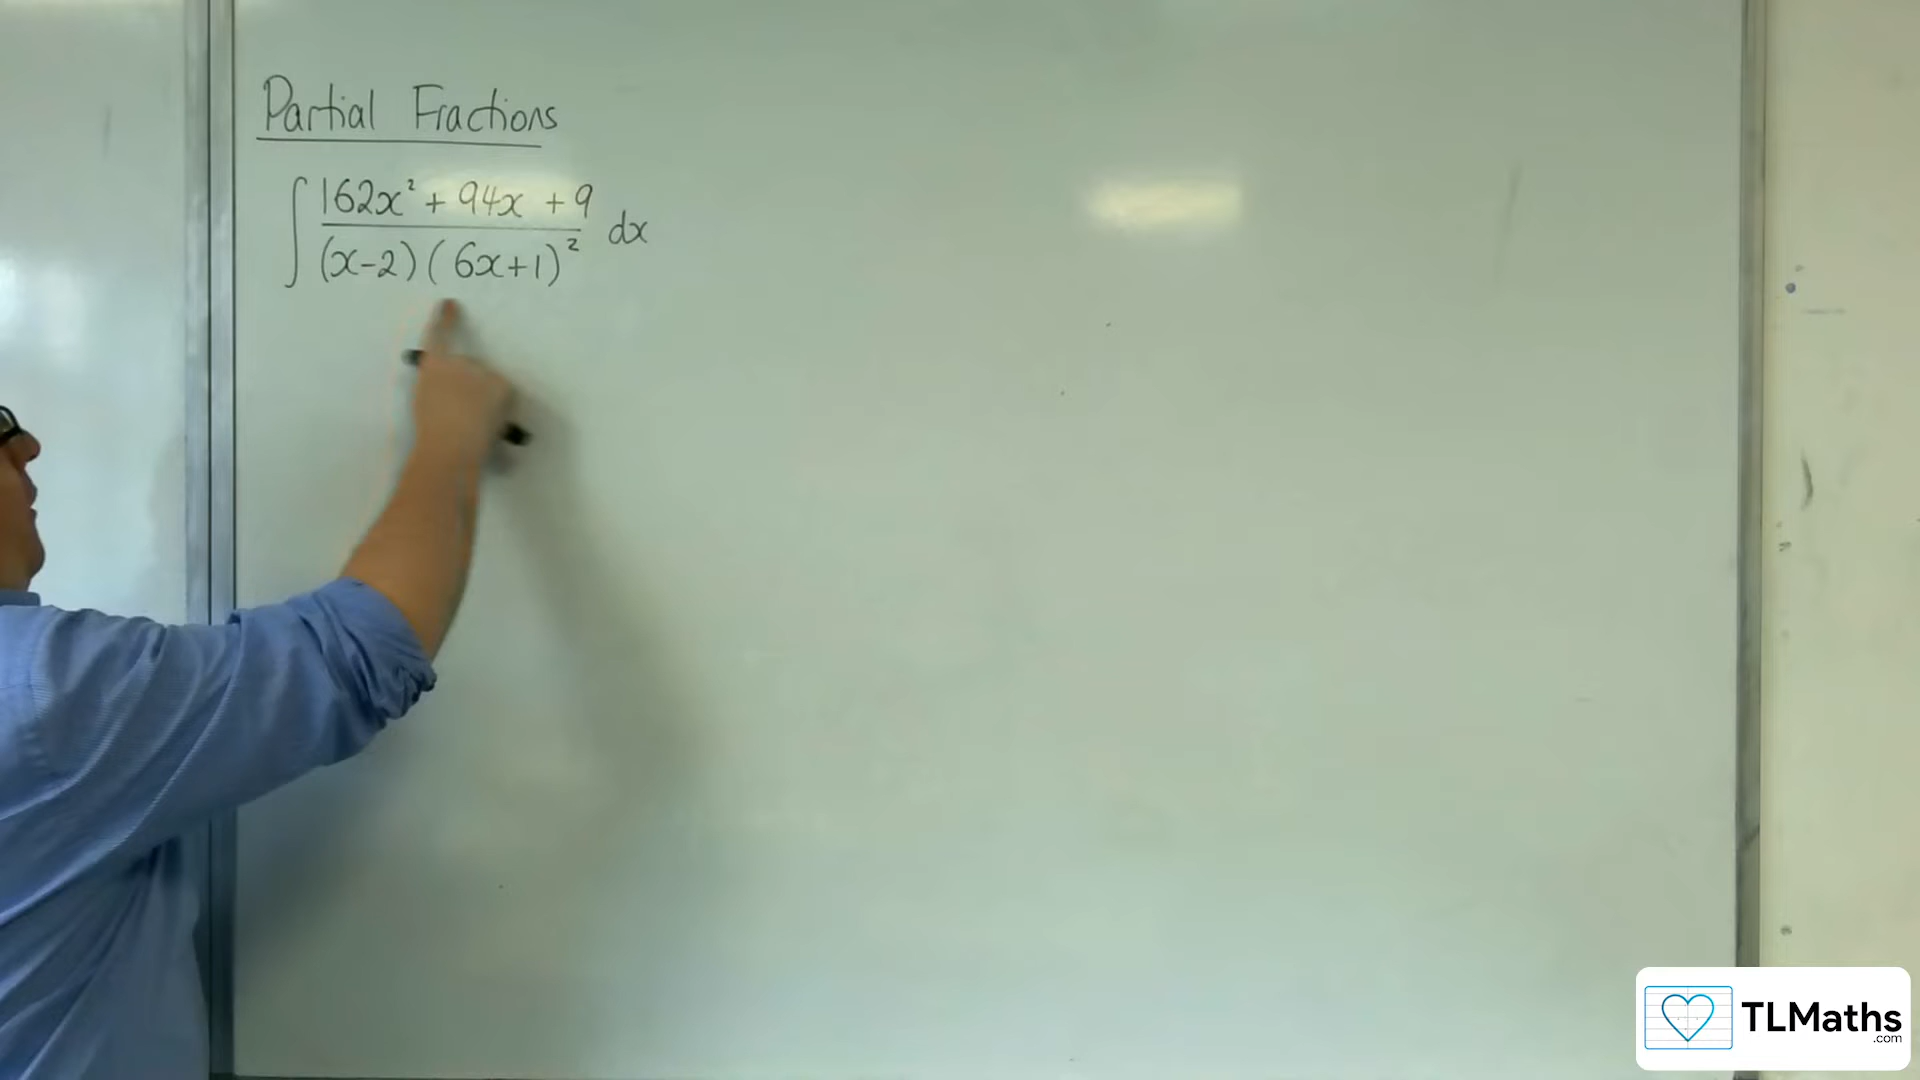 Partial Fractions
∫ (162x² + 94x + 9) / ((x-2)(6x+1)²) dx
TLMaths
.com